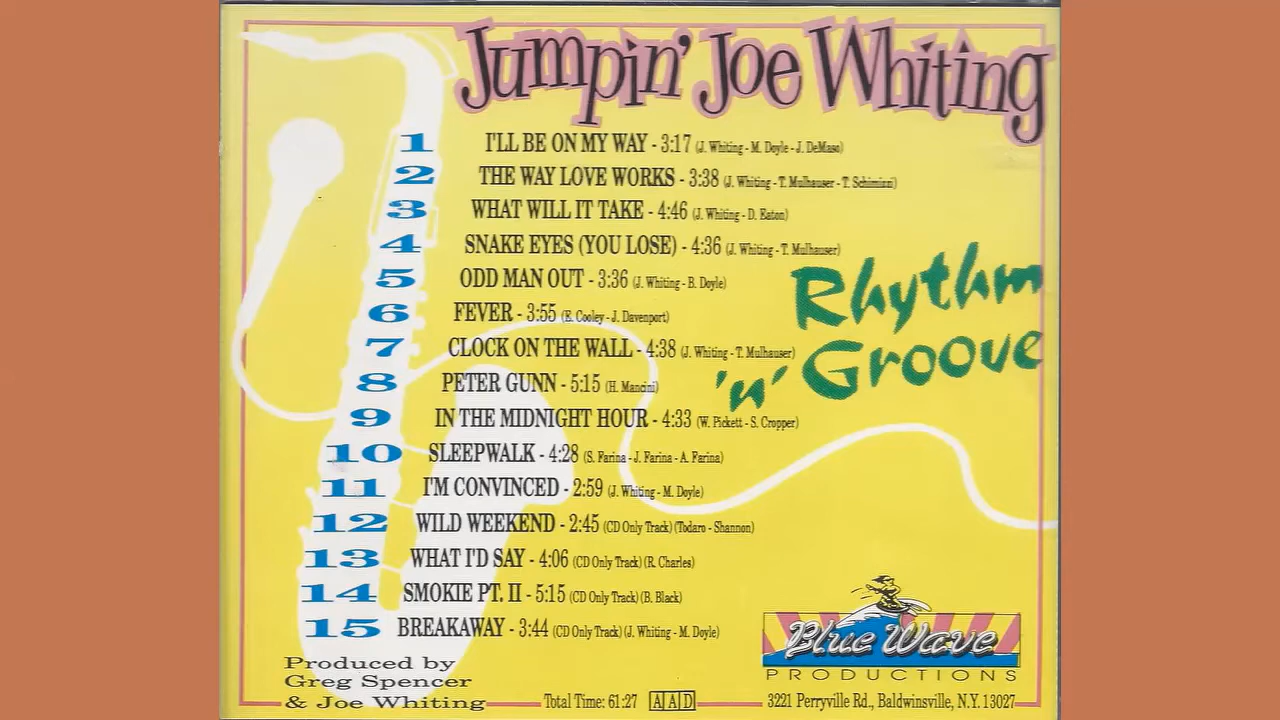 Jumpin' Joe Whiting
1 I'LL BE ON MY WAY - 3:17 (J. Whiting - M. Doyle - J. DeMaso)
2 THE WAY LOVE WORKS - 3:38 (J. Whiting - T. Mulhauser - T. Schimizzi)
3 WHAT WILL IT TAKE - 4:46 (J. Whiting - D. Eaton)
4 SNAKE EYES (YOU LOSE) - 4:36 (J. Whiting - T. Mulhauser)
5 ODD MAN OUT - 3:36 (J. Whiting - B. Doyle)
6 FEVER - 3:55 (E. Cooley - J. Davenport)
7 CLOCK ON THE WALL - 4:38 (J. Whiting - T. Mulhauser)
8 PETER GUNN - 5:15 (H. Mancini)
9 IN THE MIDNIGHT HOUR - 4:33 (W. Pickett - S. Cropper)
10 SLEEPWALK - 4:28 (S. Farina - J. Farina - A. Farina)
11 I'M CONVINCED - 2:59 (J. Whiting - M. Doyle)
12 WILD WEEKEND - 2:45 (CD Only Track) (Todaro - Shannon)
13 WHAT I'D SAY - 4:06 (CD Only Track) (R. Charles)
14 SMOKIE PT. II - 5:15 (CD Only Track) (B. Black)
15 BREAKAWAY - 3:44 (CD Only Track) (J. Whiting - M. Doyle)
Rhythm
'n' Groove
Produced by
Greg Spencer
& Joe Whiting
Total Time: 61:27 AAD
Blue Wave
PRODUCTIONS
3221 Perryville Rd., Baldwinsville, N.Y. 13027